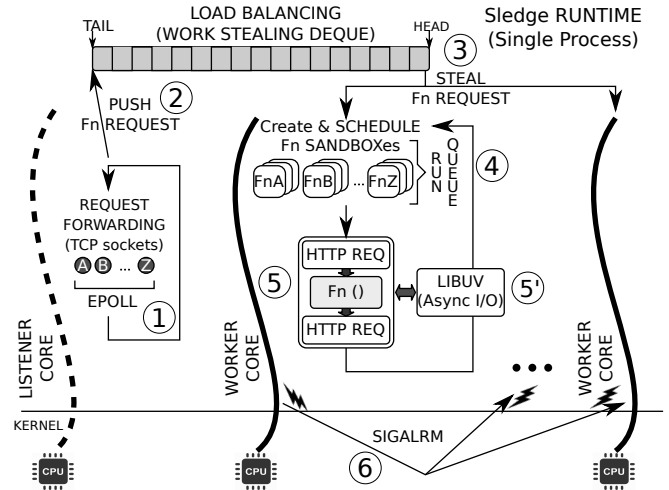 LOAD BALANCING
(WORK STEALING DEQUE)
Sledge RUNTIME
(Single Process)
TAIL
HEAD
3
2
PUSH
Fn REQUEST
STEAL
Fn REQUEST
Create & SCHEDULE
Fn SANDBOXes
FnA
FnB
...
FnZ
RUN
QUEUE
4
REQUEST
FORWARDING
(TCP sockets)
A B ... Z
EPOLL
1
5
HTTP REQ
Fn ()
HTTP REQ
LIBUV
(Async I/O)
5'
LISTENER
CORE
WORKER
CORE
WORKER
CORE
KERNEL
SIGALRM
6
CPU
CPU
CPU